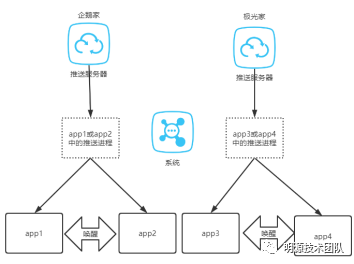 企鹅家
极光家
推送服务器
推送服务器
app1或app2
中的推送进程
app3或app4
中的推送进程
系统
app1
唤醒
app2
app3
唤醒
app4
明源技术团队